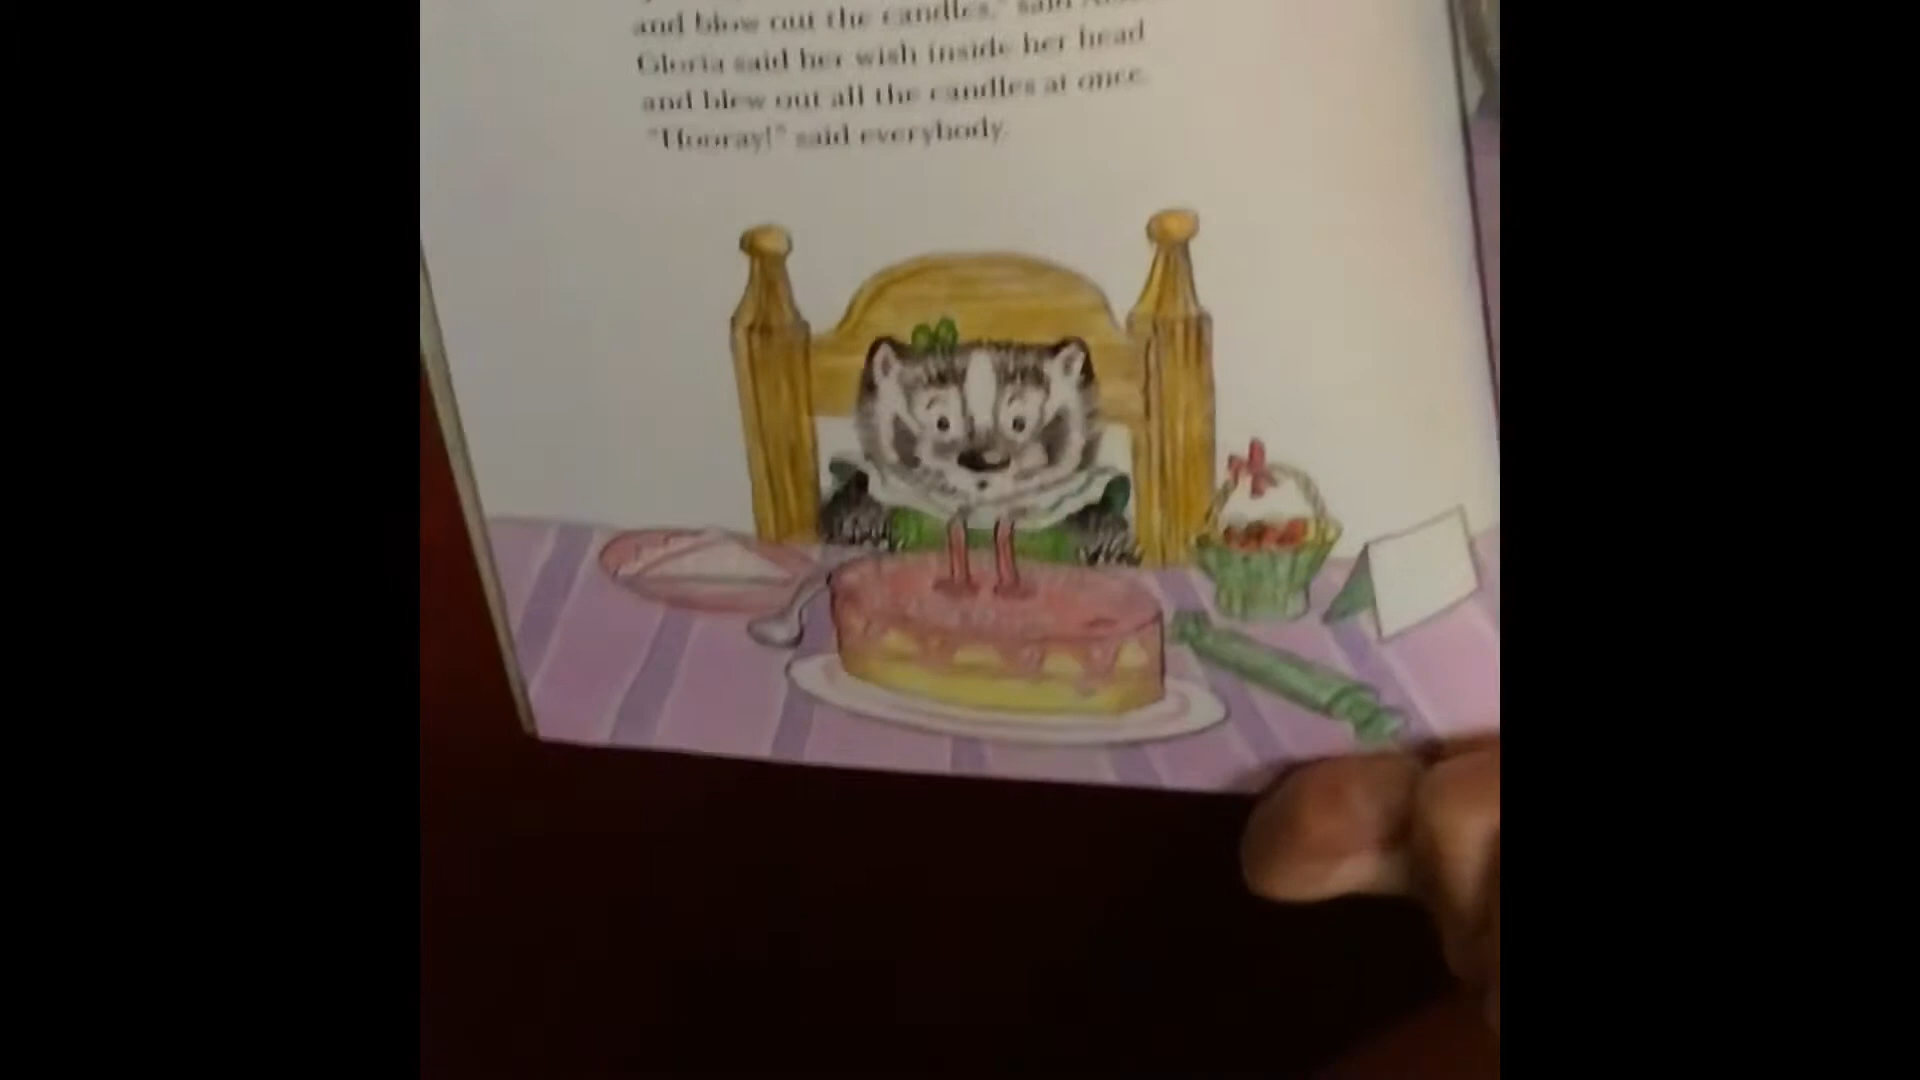 and blow out the candles," said
Gloria said her wish inside her head
and blew out all the candles at once.
"Hooray!" said everybody.